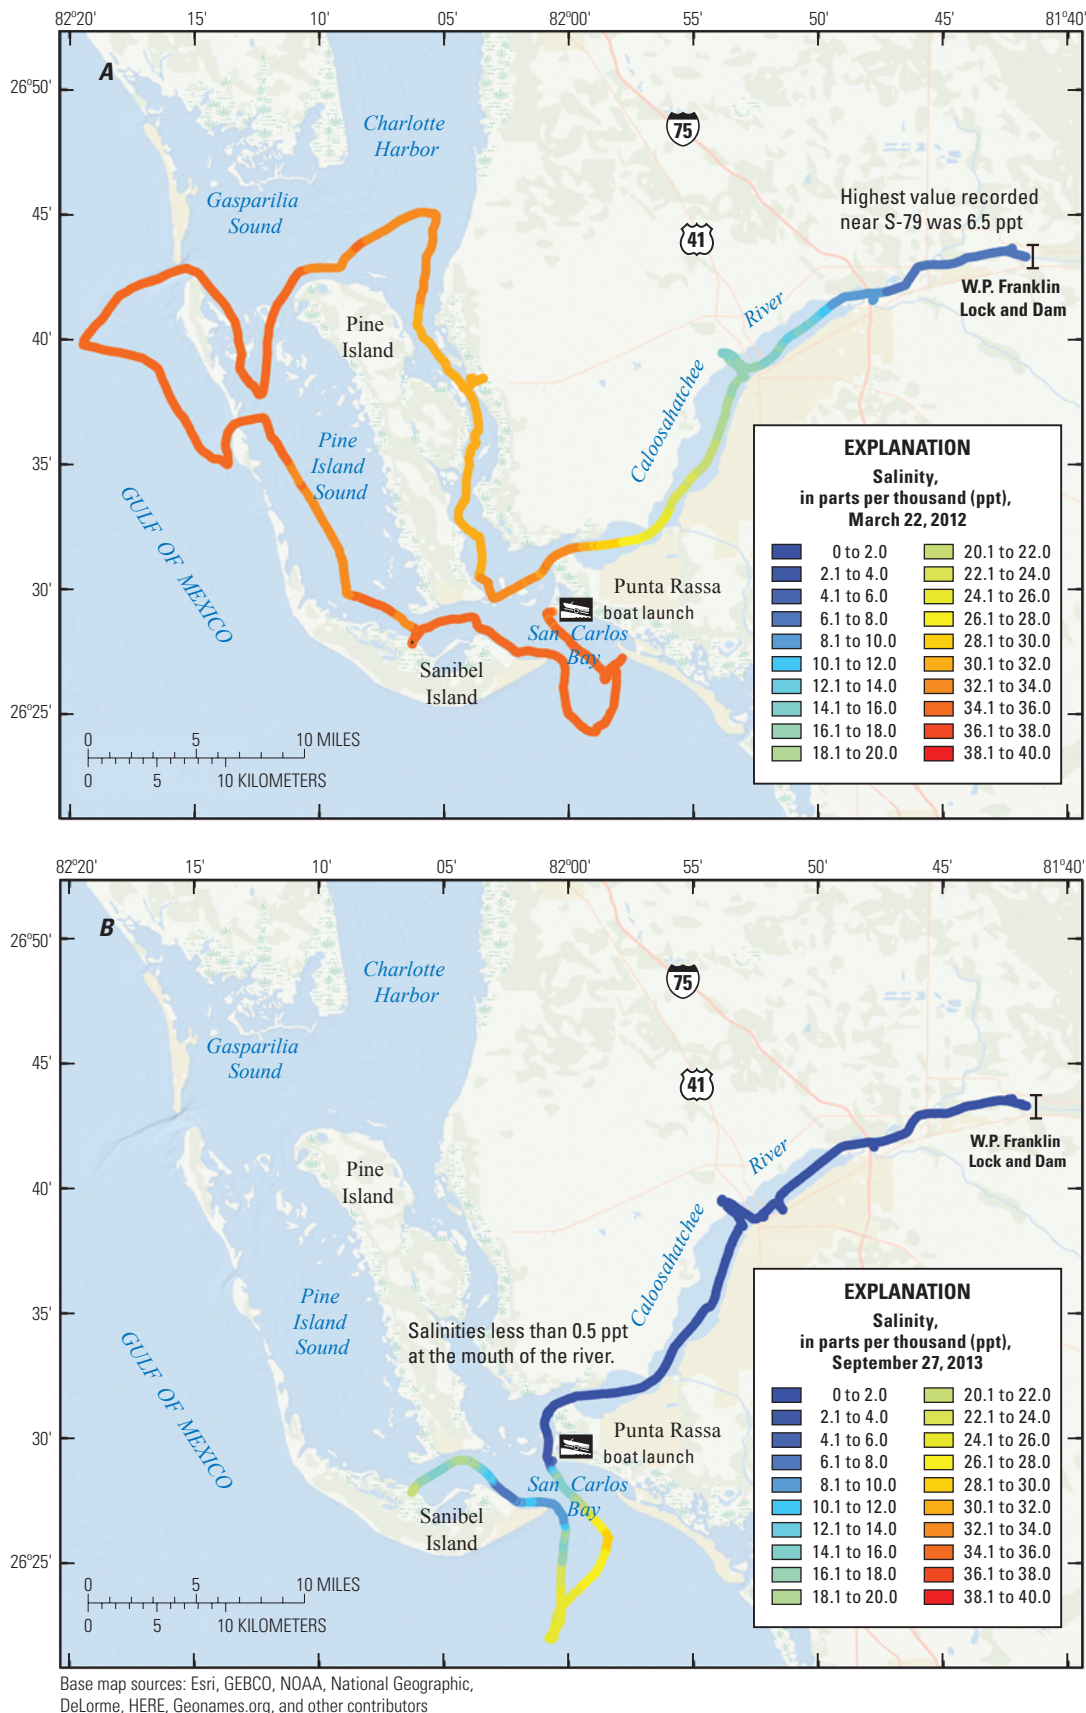 82°20'
15'
10'
05'
82°00'
55'
50'
45'
81°40'
A
26°50'
45'
40'
35'
30'
26°25'
Charlotte
Harbor
Gasparilia
Sound
75
41
Highest value recorded
near S-79 was 6.5 ppt
W.P. Franklin
Lock and Dam
River
Caloosahatchee
Pine
Island
Pine
Island
Sound
GULF OF MEXICO
Punta Rassa
boat launch
San Carlos
Bay
Sanibel
Island
0 5 10 MILES
0 5 10 KILOMETERS
EXPLANATION
Salinity,
in parts per thousand (ppt),
March 22, 2012
0 to 2.0
2.1 to 4.0
4.1 to 6.0
6.1 to 8.0
8.1 to 10.0
10.1 to 12.0
12.1 to 14.0
14.1 to 16.0
16.1 to 18.0
18.1 to 20.0
20.1 to 22.0
22.1 to 24.0
24.1 to 26.0
26.1 to 28.0
28.1 to 30.0
30.1 to 32.0
32.1 to 34.0
34.1 to 36.0
36.1 to 38.0
38.1 to 40.0
82°20'
15'
10'
05'
82°00'
55'
50'
45'
81°40'
B
26°50'
45'
40'
35'
30'
26°25'
Charlotte
Harbor
Gasparilia
Sound
75
41
W.P. Franklin
Lock and Dam
River
Caloosahatchee
Pine
Island
Pine
Island
Sound
Salinities less than 0.5 ppt
at the mouth of the river.
GULF OF MEXICO
Punta Rassa
boat launch
San Carlos
Bay
Sanibel
Island
0 5 10 MILES
0 5 10 KILOMETERS
EXPLANATION
Salinity,
in parts per thousand (ppt),
September 27, 2013
0 to 2.0
2.1 to 4.0
4.1 to 6.0
6.1 to 8.0
8.1 to 10.0
10.1 to 12.0
12.1 to 14.0
14.1 to 16.0
16.1 to 18.0
18.1 to 20.0
20.1 to 22.0
22.1 to 24.0
24.1 to 26.0
26.1 to 28.0
28.1 to 30.0
30.1 to 32.0
32.1 to 34.0
34.1 to 36.0
36.1 to 38.0
38.1 to 40.0
Base map sources: Esri, GEBCO, NOAA, National Geographic,
DeLorme, HERE, Geonames.org, and other contributors